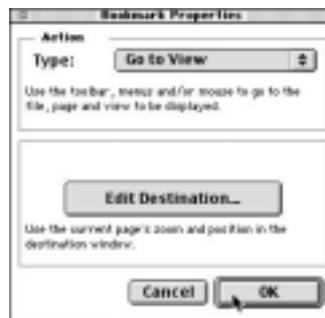 Bookmark Properties
Action
Type: Go to View
Use the toolbar, menus and/or mouse to go to the
file, page and view to be displayed.
Edit Destination...
Use the current page's zoom and position in the
destination window.
Cancel OK